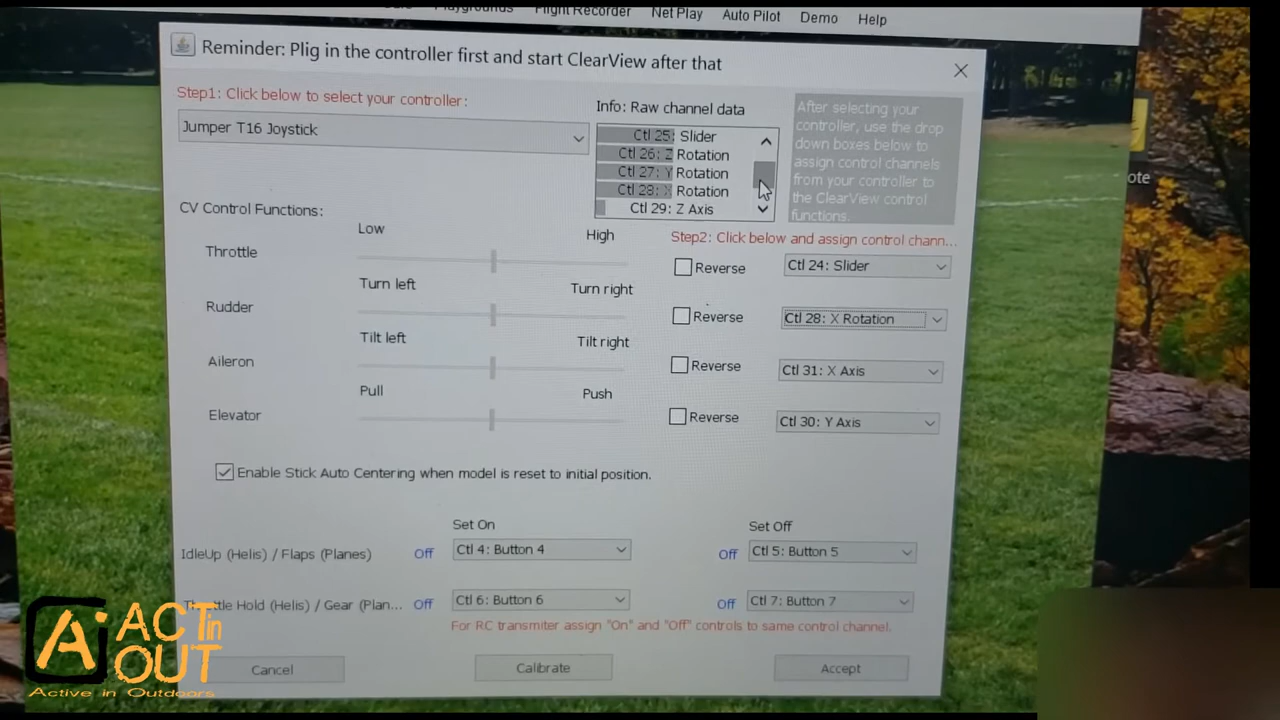 Playgrounds Flight Recorder Net Play Auto Pilot Demo Help
Reminder: Plig in the controller first and start ClearView after that
Step1: Click below to select your controller:
Jumper T16 Joystick
Info: Raw channel data
Ctl 25: Slider
Ctl 26: Z Rotation
Ctl 27: Y Rotation
Ctl 28: X Rotation
Ctl 29: Z Axis
After selecting your
controller, use the drop
down boxes below to
assign control channels
from your controller to
the ClearView control
functions.
ote
CV Control Functions:
Low High
Step2: Click below and assign control chann...
Throttle
Reverse
Ctl 24: Slider
Turn left Turn right
Rudder
Reverse
Ctl 28: X Rotation
Tilt left Tilt right
Aileron
Reverse
Ctl 31: X Axis
Pull Push
Elevator
Reverse
Ctl 30: Y Axis
Enable Stick Auto Centering when model is reset to initial position.
Set On Set Off
IdleUp (Helis) / Flaps (Planes) Off Ctl 4: Button 4 Off Ctl 5: Button 5
Hold (Helis) / Gear (Plan... Off Ctl 6: Button 6 Off Ctl 7: Button 7
For RC transmiter assign "On" and "Off" controls to same control channel.
Cancel Calibrate Accept
Ai ACT in
OUT
Active in Outdoors